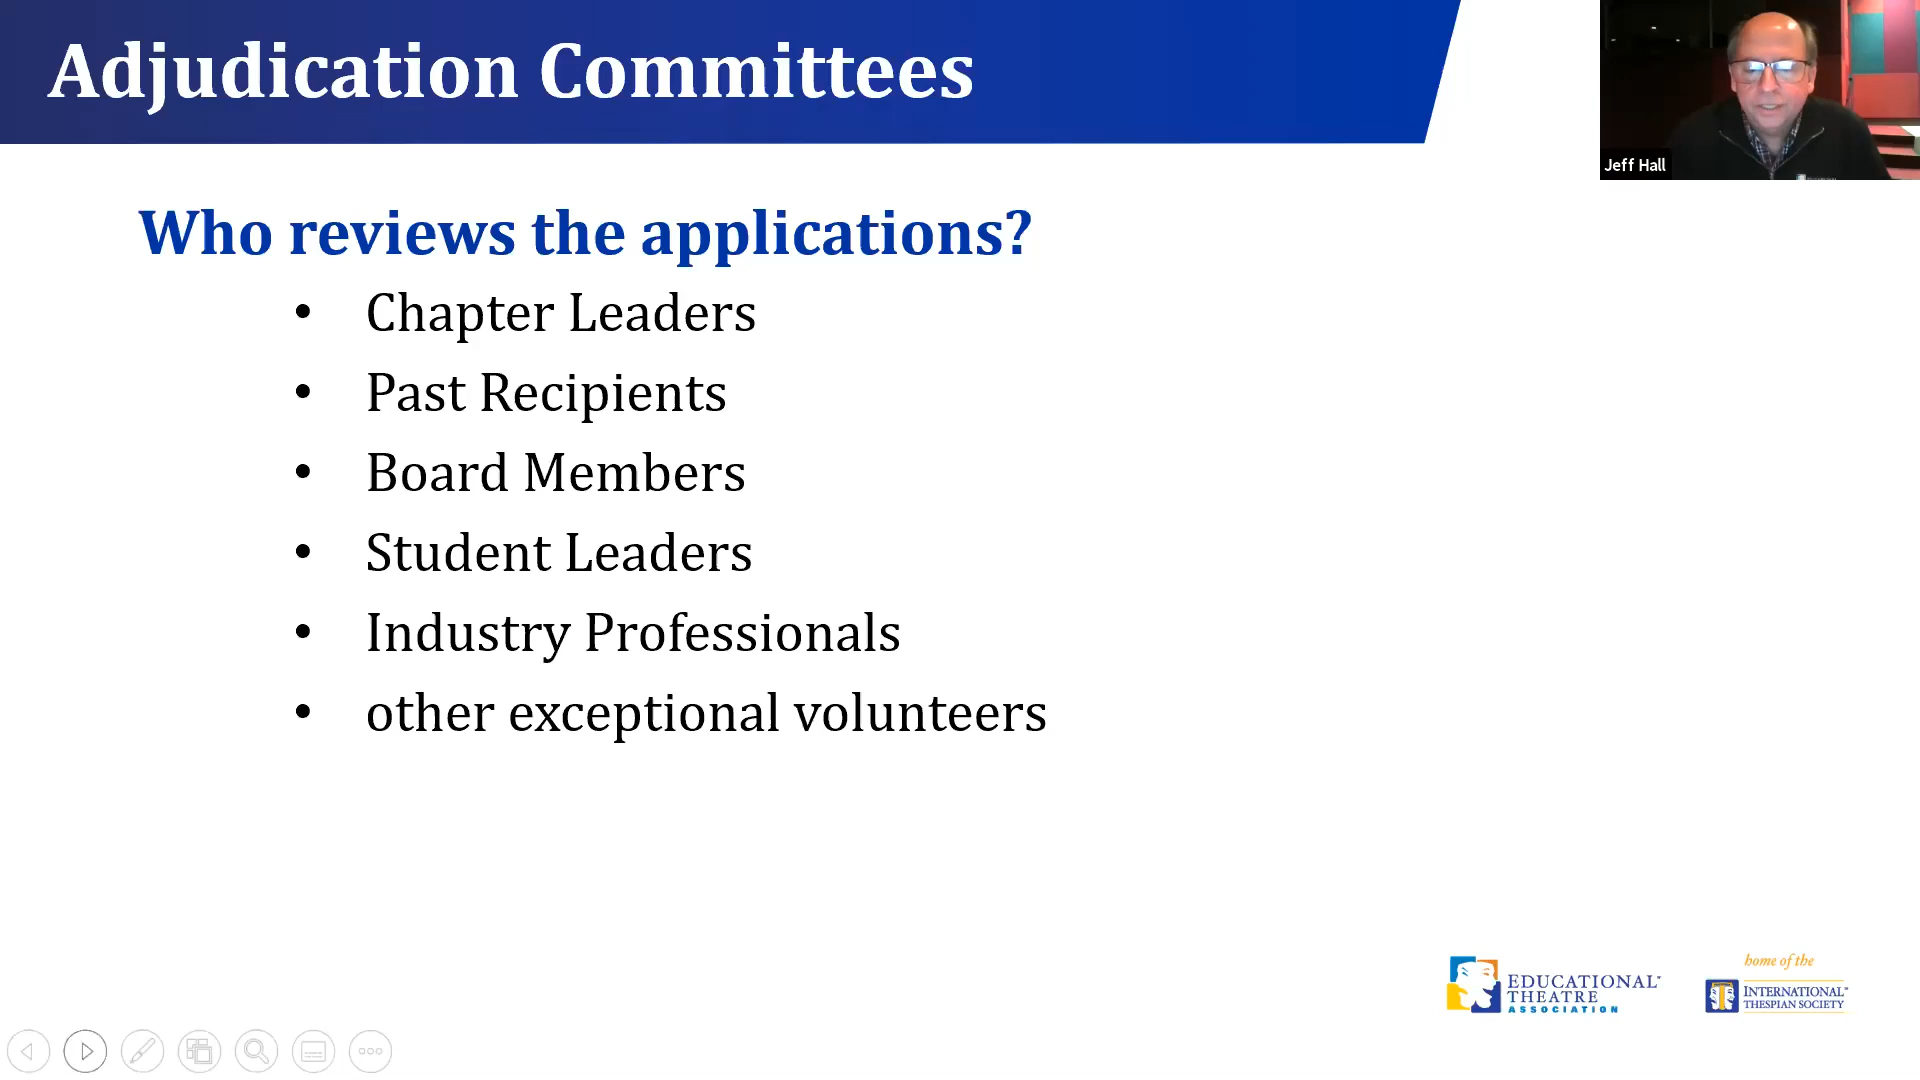 Adjudication Committees
Jeff Hall
Who reviews the applications?
• Chapter Leaders
• Past Recipients
• Board Members
• Student Leaders
• Industry Professionals
• other exceptional volunteers
EDUCATIONAL
THEATRE
ASSOCIATION
home of the
INTERNATIONAL
THESPIAN SOCIETY